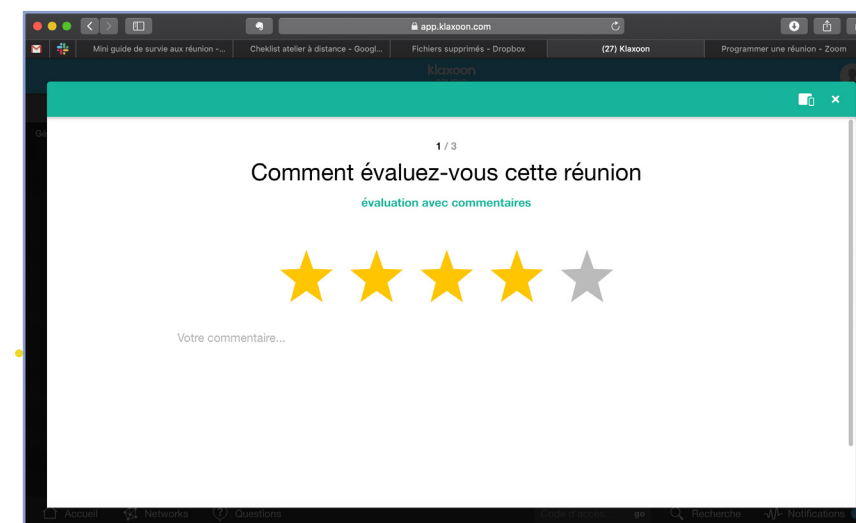 app.klaxoon.com
Mini guide de survie aux réunion -...
Cheklist atelier à distance - Googl...
Fichiers supprimés - Dropbox
(27) Klaxoon
Programmer une réunion - Zoom
klaxoon
1 / 3
Comment évaluez-vous cette réunion
évaluation avec commentaires
Votre commentaire...
Accueil
Networks
Questions
Code d'accès
go
Recherche
Notifications